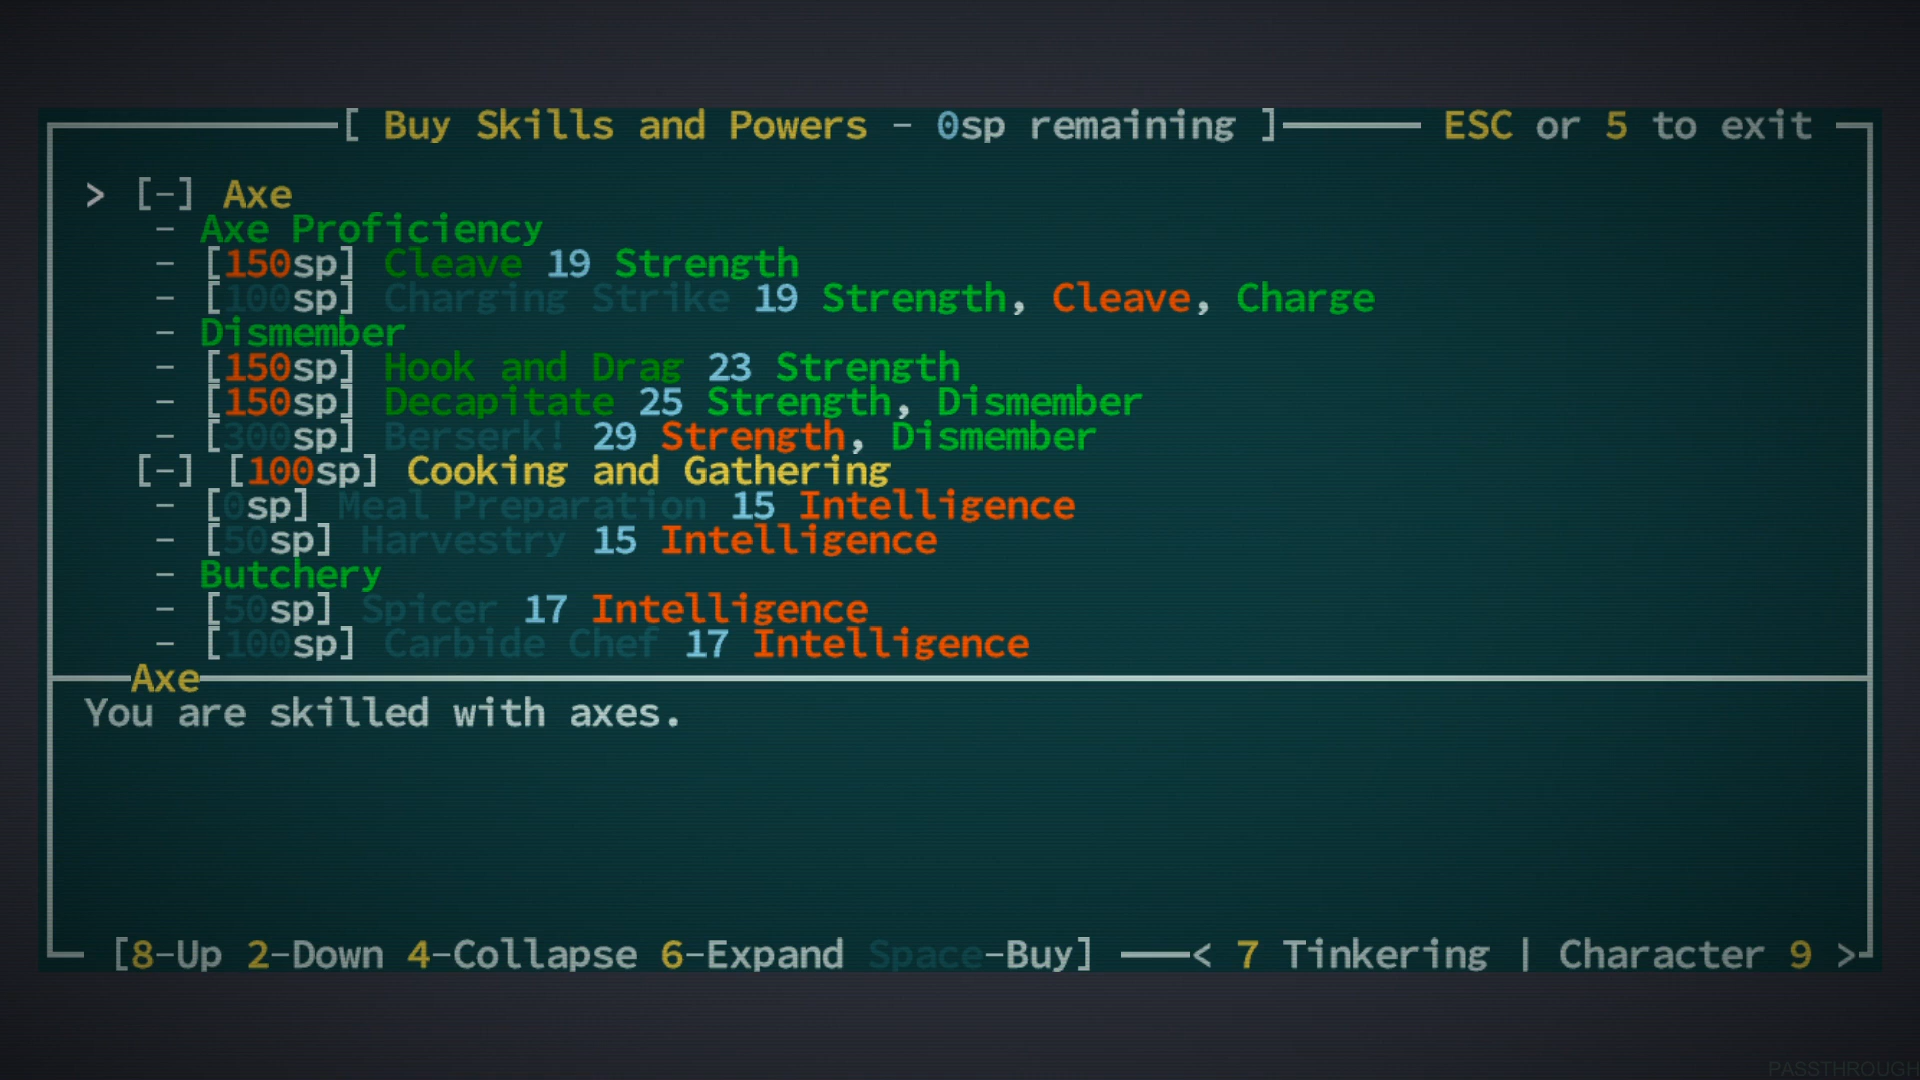 [ Buy Skills and Powers - 0sp remaining ] ESC or 5 to exit
> [-] Axe
- Axe Proficiency
- [150sp] Cleave 19 Strength
- [100sp] Charging Strike 19 Strength, Cleave, Charge
- Dismember
- [150sp] Hook and Drag 23 Strength
- [150sp] Decapitate 25 Strength, Dismember
- [300sp] Berserk! 29 Strength, Dismember
[-] [100sp] Cooking and Gathering
- [0sp] Meal Preparation 15 Intelligence
- [50sp] Harvestry 15 Intelligence
- Butchery
- [50sp] Spicer 17 Intelligence
- [100sp] Carbide Chef 17 Intelligence
Axe
You are skilled with axes.
[8-Up 2-Down 4-Collapse 6-Expand Space-Buy] < 7 Tinkering | Character 9 >
PASSTHROUGH